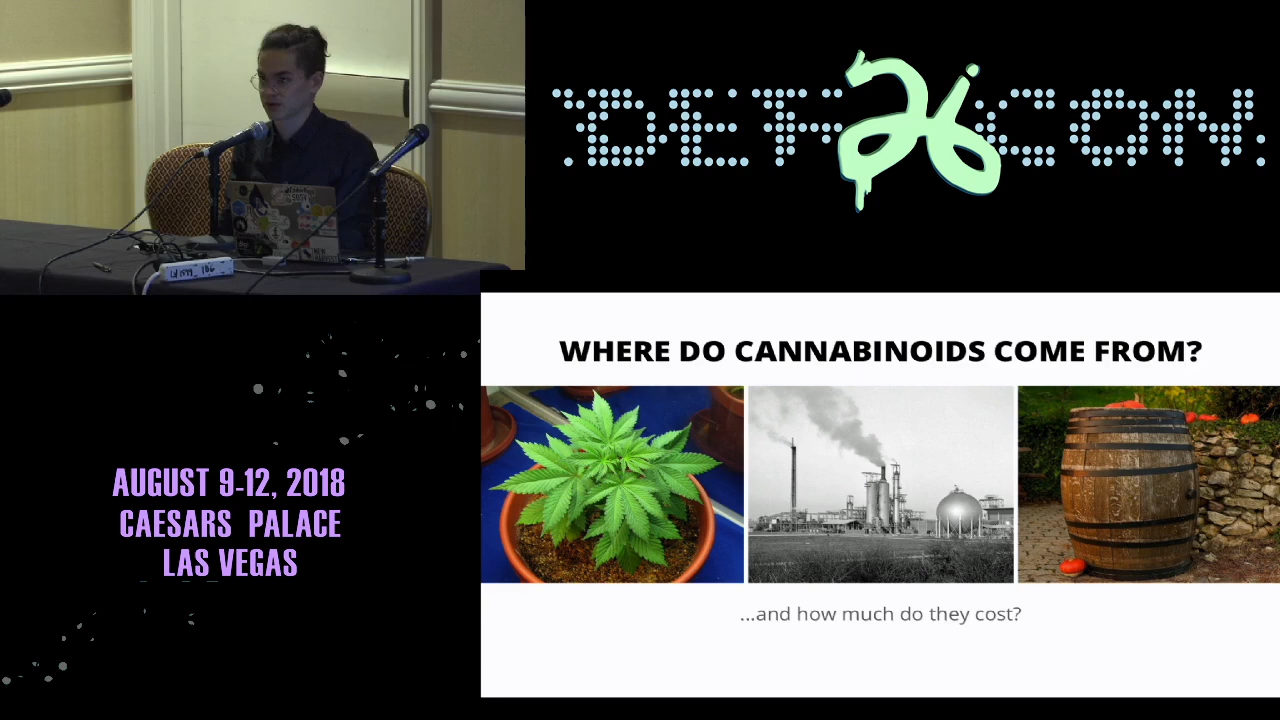 DEF 26 CON
WHERE DO CANNABINOIDS COME FROM?
...and how much do they cost?
AUGUST 9-12, 2018
CAESARS PALACE
LAS VEGAS